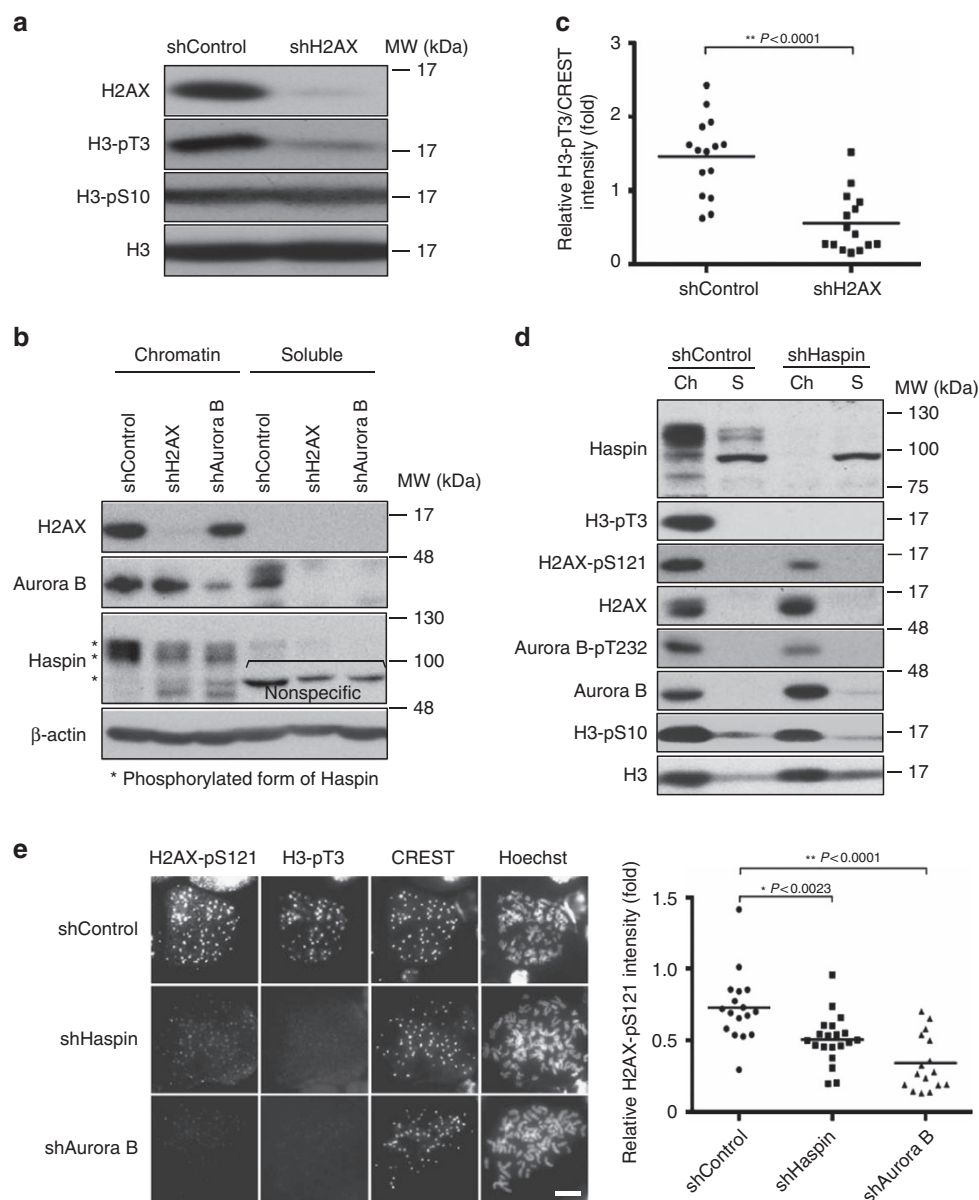 a
shControl shH2AX MW (kDa)
H2AX
17
H3-pT3
17
H3-pS10
17
H3
17
c
Relative H3-pT3/CREST
intensity (fold)
3
2
1
0
** P<0.0001
shControl shH2AX
b
Chromatin Soluble
shControl shH2AX shAurora B shControl shH2AX shAurora B
MW (kDa)
H2AX
17
Aurora B
48
130
Haspin
*
*
*
100
Nonspecific
48
β-actin
* Phosphorylated form of Haspin
d
shControl shHaspin
Ch S Ch S
MW (kDa)
Haspin
130
100
75
H3-pT3
17
H2AX-pS121
17
H2AX
17
48
Aurora B-pT232
48
Aurora B
H3-pS10
17
H3
17
e
H2AX-pS121 H3-pT3 CREST Hoechst
shControl
shHaspin
shAurora B
Relative H2AX-pS121 intensity (fold)
1.5
1.0
0.5
0
** P<0.0001
* P<0.0023
shControl
shHaspin
shAurora B